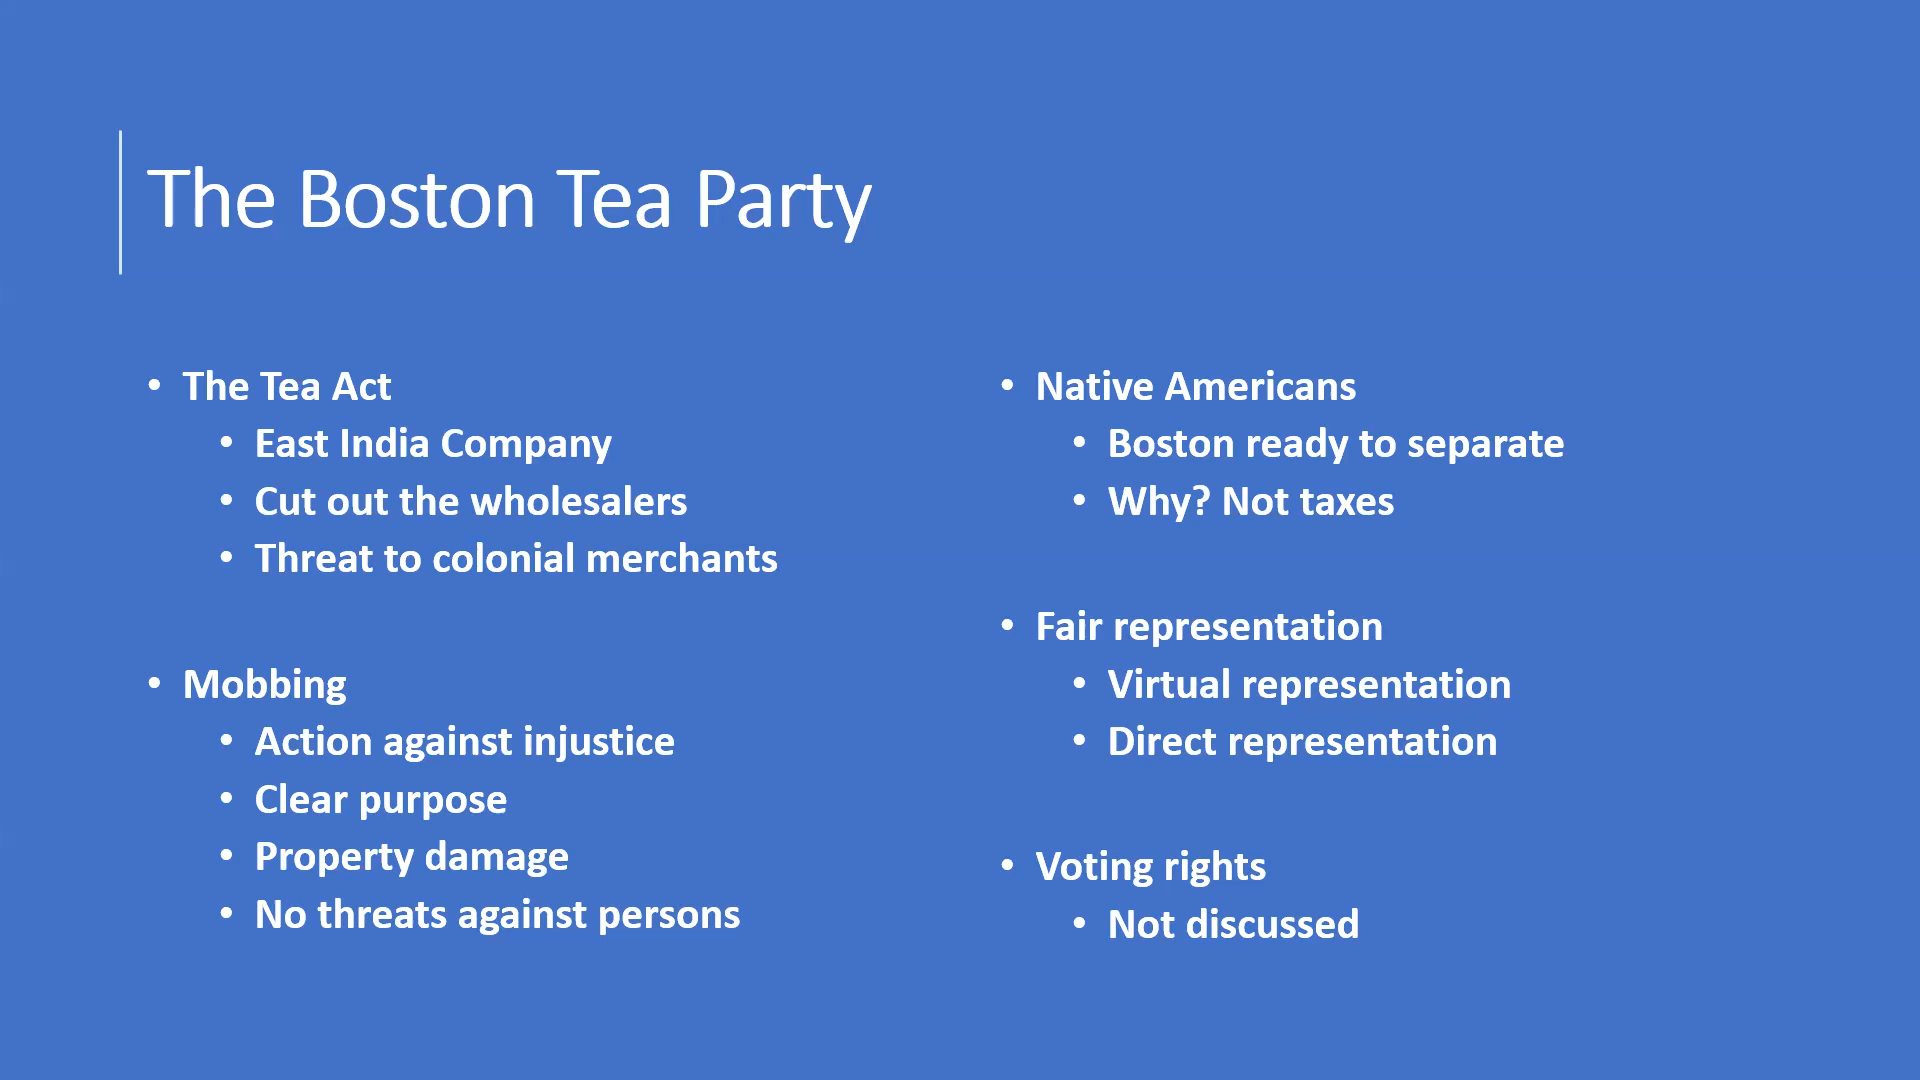 The Boston Tea Party
• The Tea Act
• East India Company
• Cut out the wholesalers
• Threat to colonial merchants
• Mobbing
• Action against injustice
• Clear purpose
• Property damage
• No threats against persons
• Native Americans
• Boston ready to separate
• Why? Not taxes
• Fair representation
• Virtual representation
• Direct representation
• Voting rights
• Not discussed